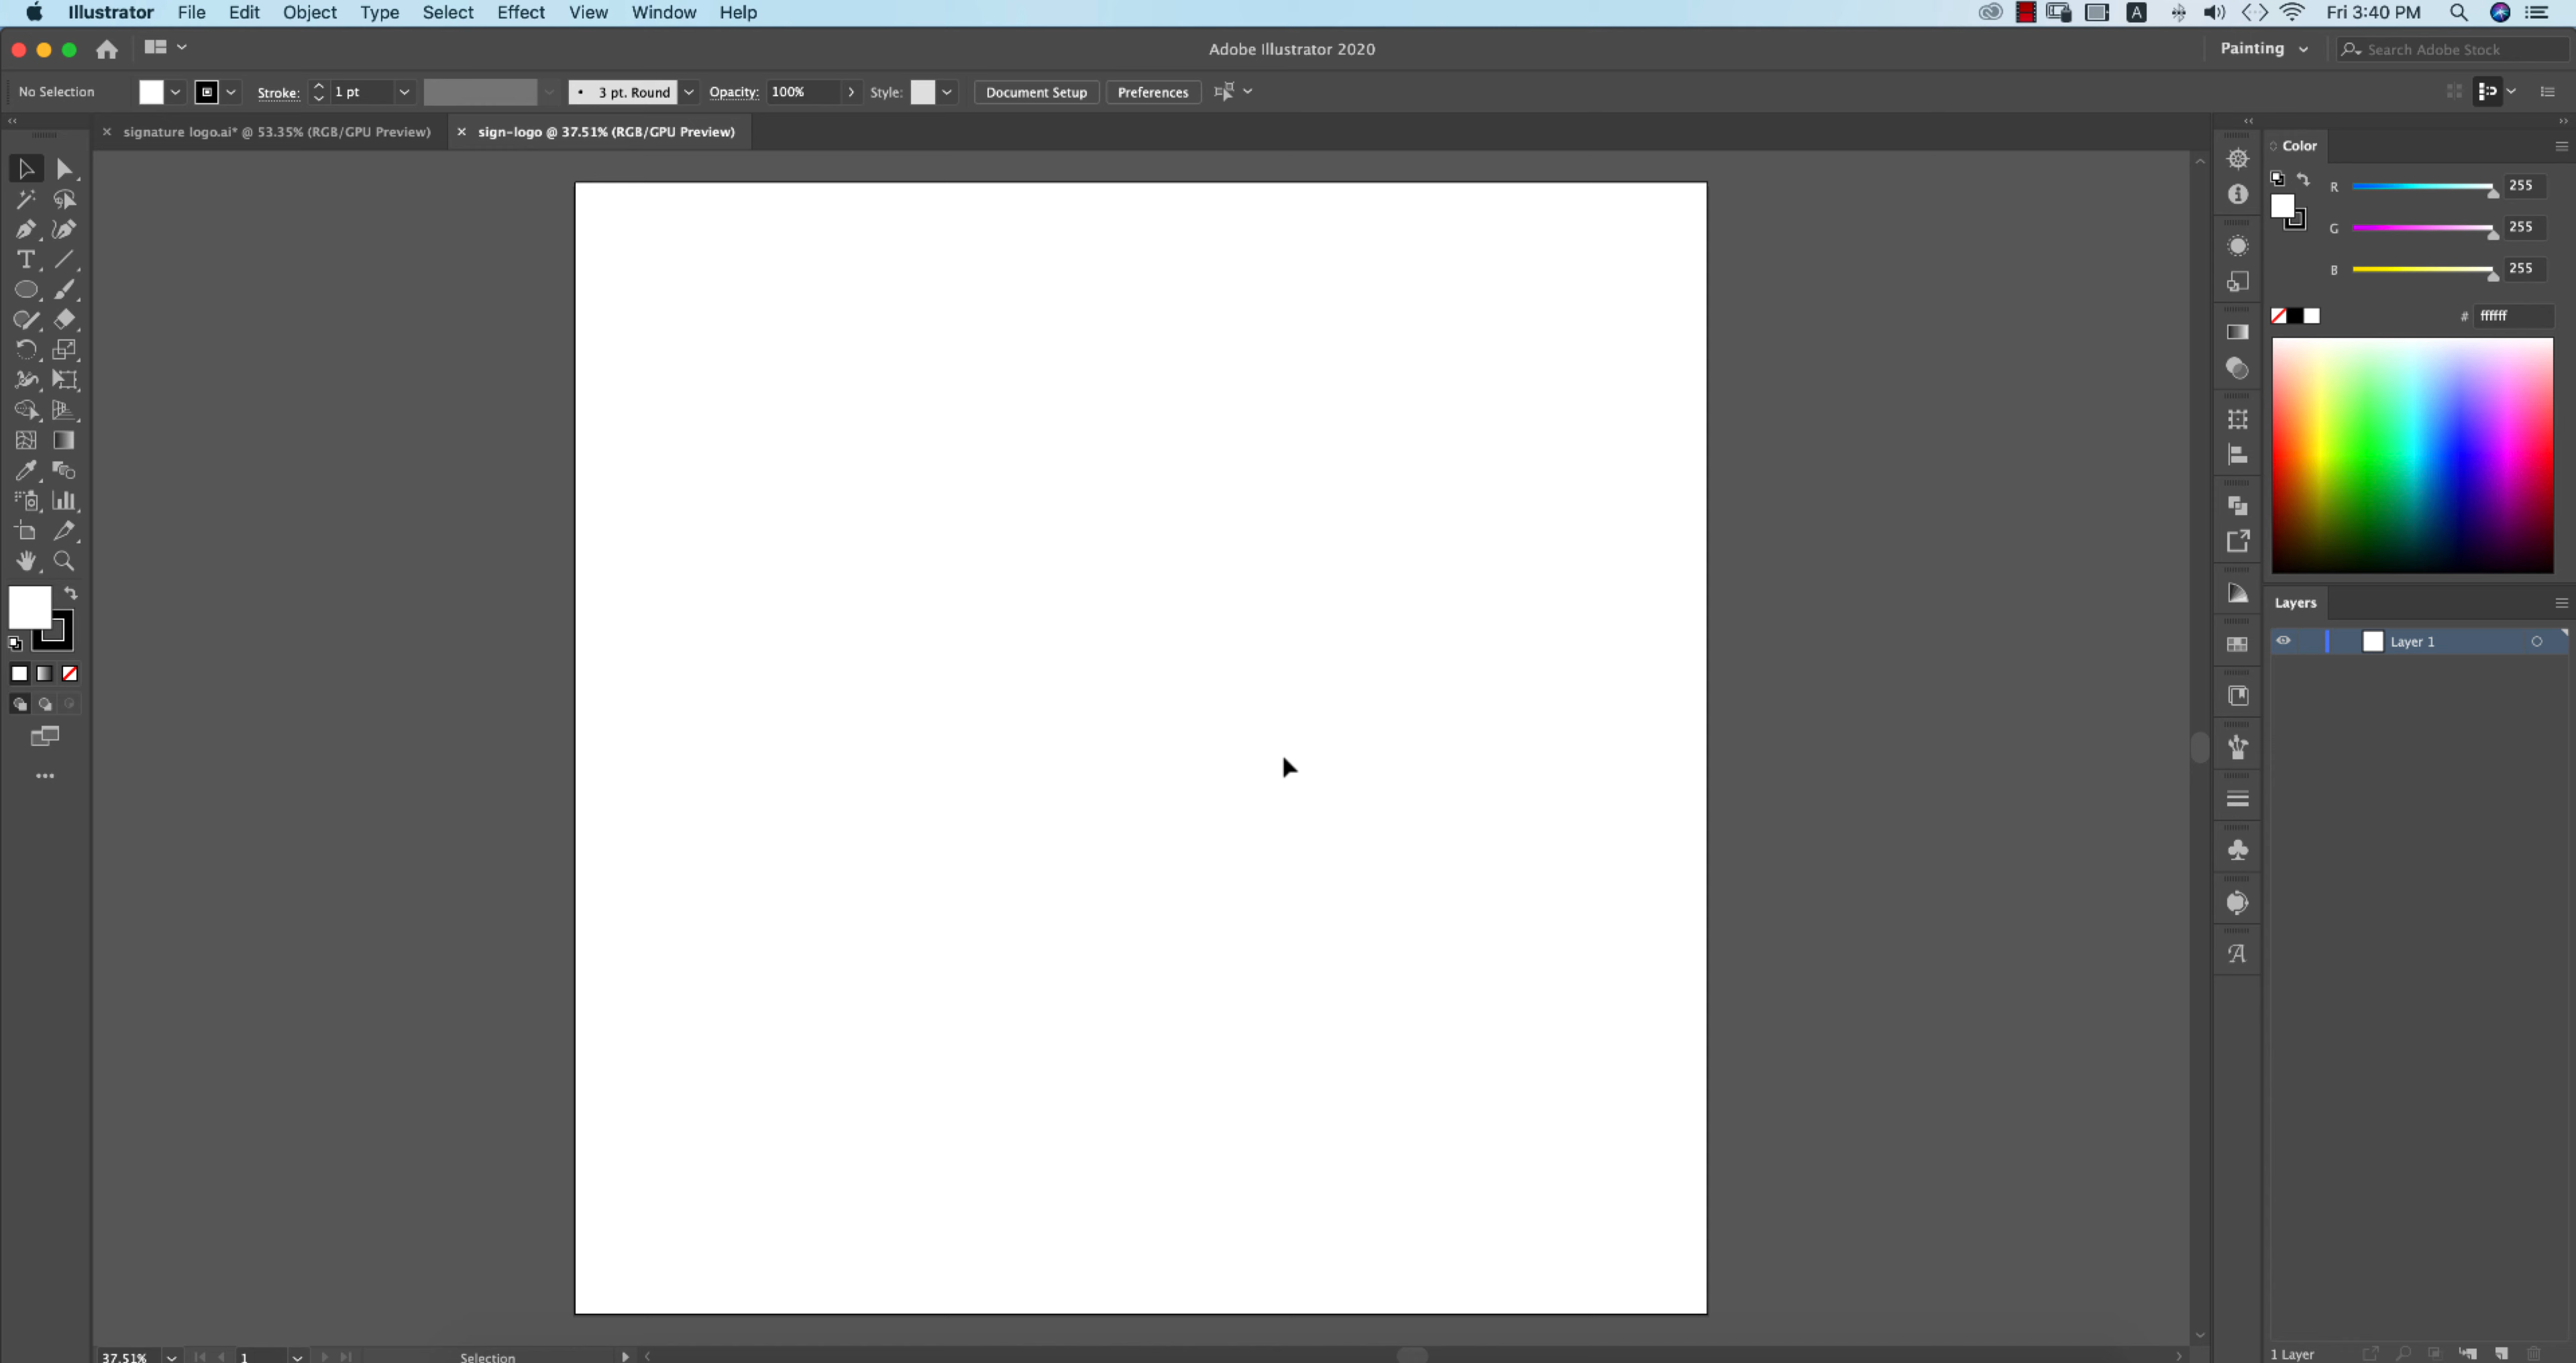 Illustrator File Edit Object Type Select Effect View Window Help
A
Fri 3:40 PM
Adobe Illustrator 2020
Painting
Search Adobe Stock
No Selection
Stroke: 1 pt
3 pt. Round
Opacity: 100%
Style:
Document Setup
Preferences
signature logo.ai* @ 53.35% (RGB/GPU Preview)
sign-logo @ 37.51% (RGB/GPU Preview)
Color
R 255
G 255
B 255
# ffffff
Layers
Layer 1
37.51%
1
Selection
1 Layer